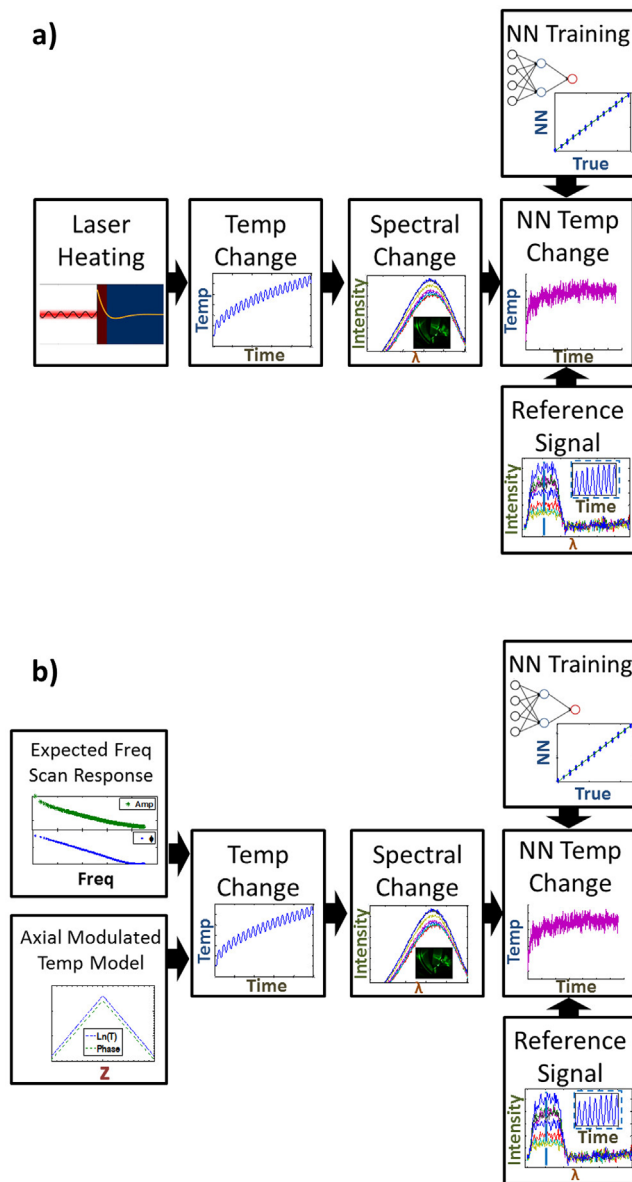 a)
NN Training
NN
True
Laser
Heating
Temp
Change
Temp
Time
Spectral
Change
Intensity
λ
NN Temp
Change
Temp
Time
Reference
Signal
Intensity
Time
λ
b)
NN Training
NN
True
Expected Freq
Scan Response
Amp
ϕ
Freq
Axial Modulated
Temp Model
Ln(T)
Phase
Z
Temp
Change
Temp
Time
Spectral
Change
Intensity
λ
NN Temp
Change
Temp
Time
Reference
Signal
Intensity
Time
λ